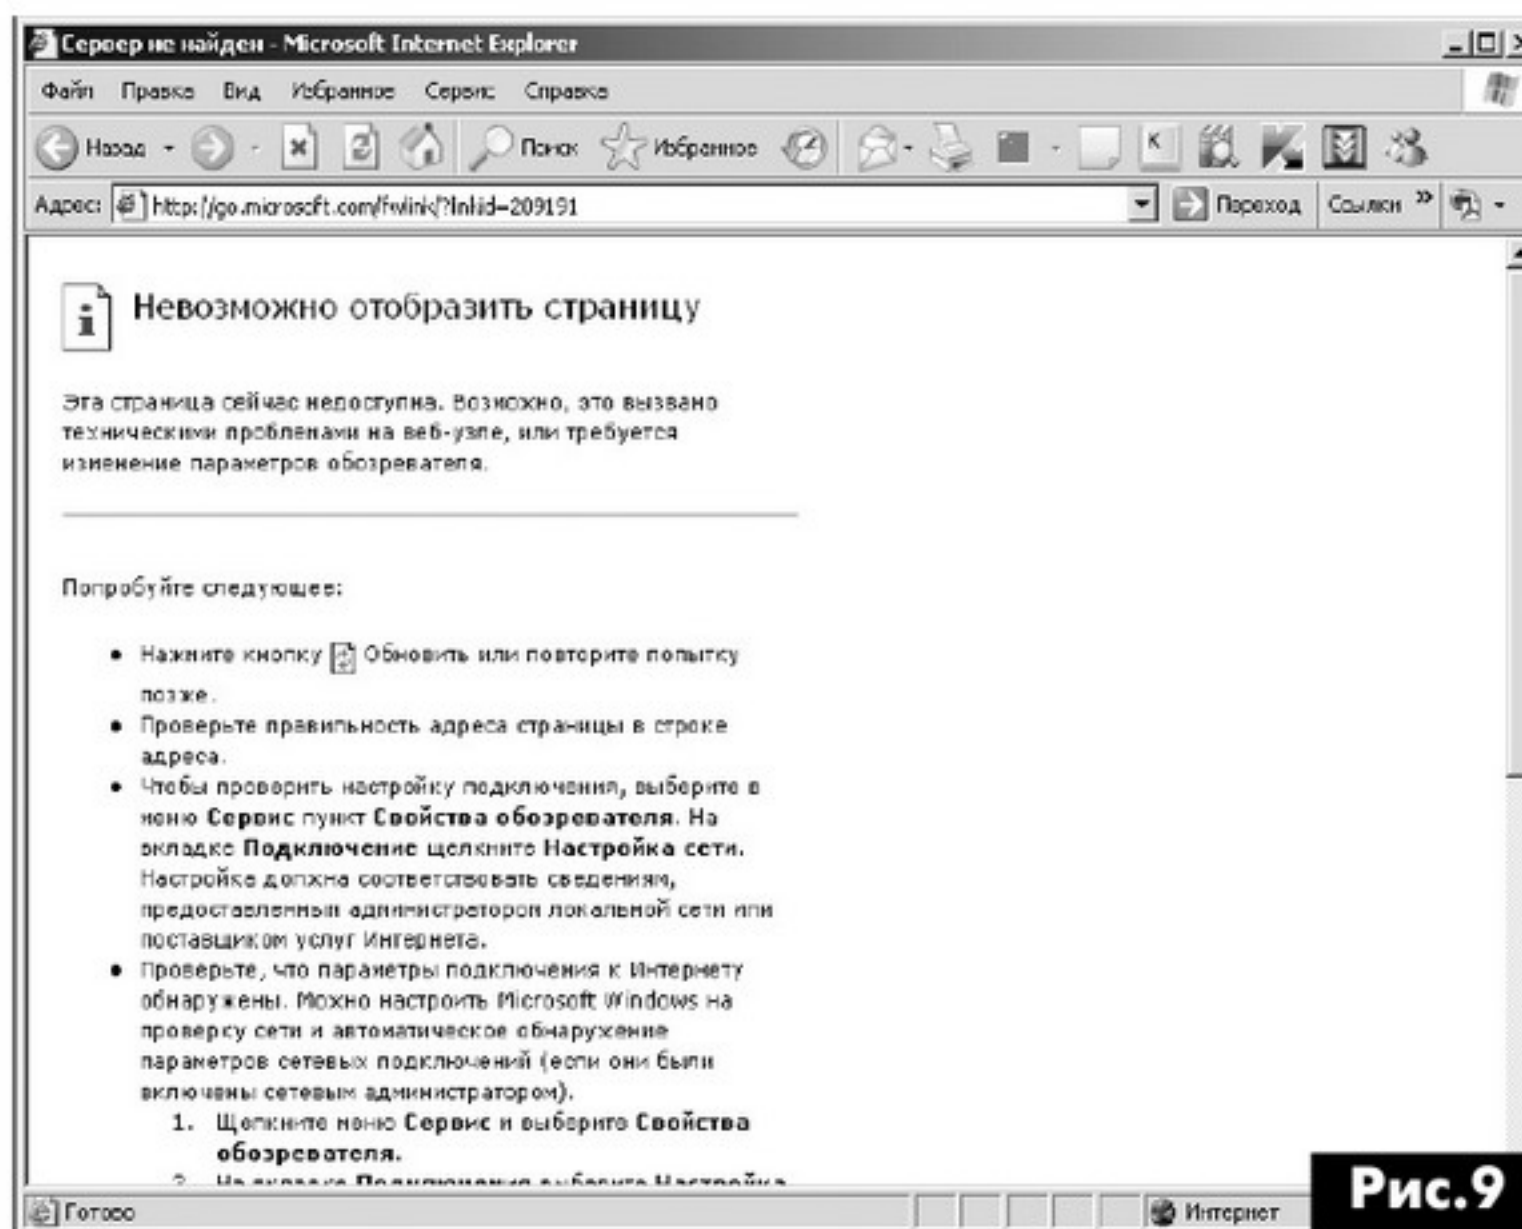 Сервер не найден - Microsoft Internet Explorer
Файл Правка Вид Избранное Сервис Справка
Назад Поиск Избранное K
Адрес: http://go.microsoft.com/fwlink/?linkid=209191 Переход Ссылки »
Невозможно отобразить страницу
Эта страница сейчас недоступна. Возможно, это вызвано
техническими проблемами на веб-узле, или требуется
изменение параметров обозревателя.
Попробуйте следующее:
• Нажмите кнопку Обновить или повторите попытку
позже.
• Проверьте правильность адреса страницы в строке
адреса.
• Чтобы проверить настройку подключения, выберите в
меню Сервис пункт Свойства обозревателя. На
вкладке Подключение щелкните Настройка сети.
Настройка должна соответствовать сведениям,
предоставленным администратором локальной сети или
поставщиком услуг Интернета.
• Проверьте, что параметры подключения к Интернету
обнаружены. Можно настроить Microsoft Windows на
проверку сети и автоматическое обнаружение
параметров сетевых подключений (если они были
включены сетевым администратором).
1. Щелкните меню Сервис и выберите Свойства
обозревателя.
2. На вкладке Подключения выберите Настройка
Готово Интернет
Рис.9